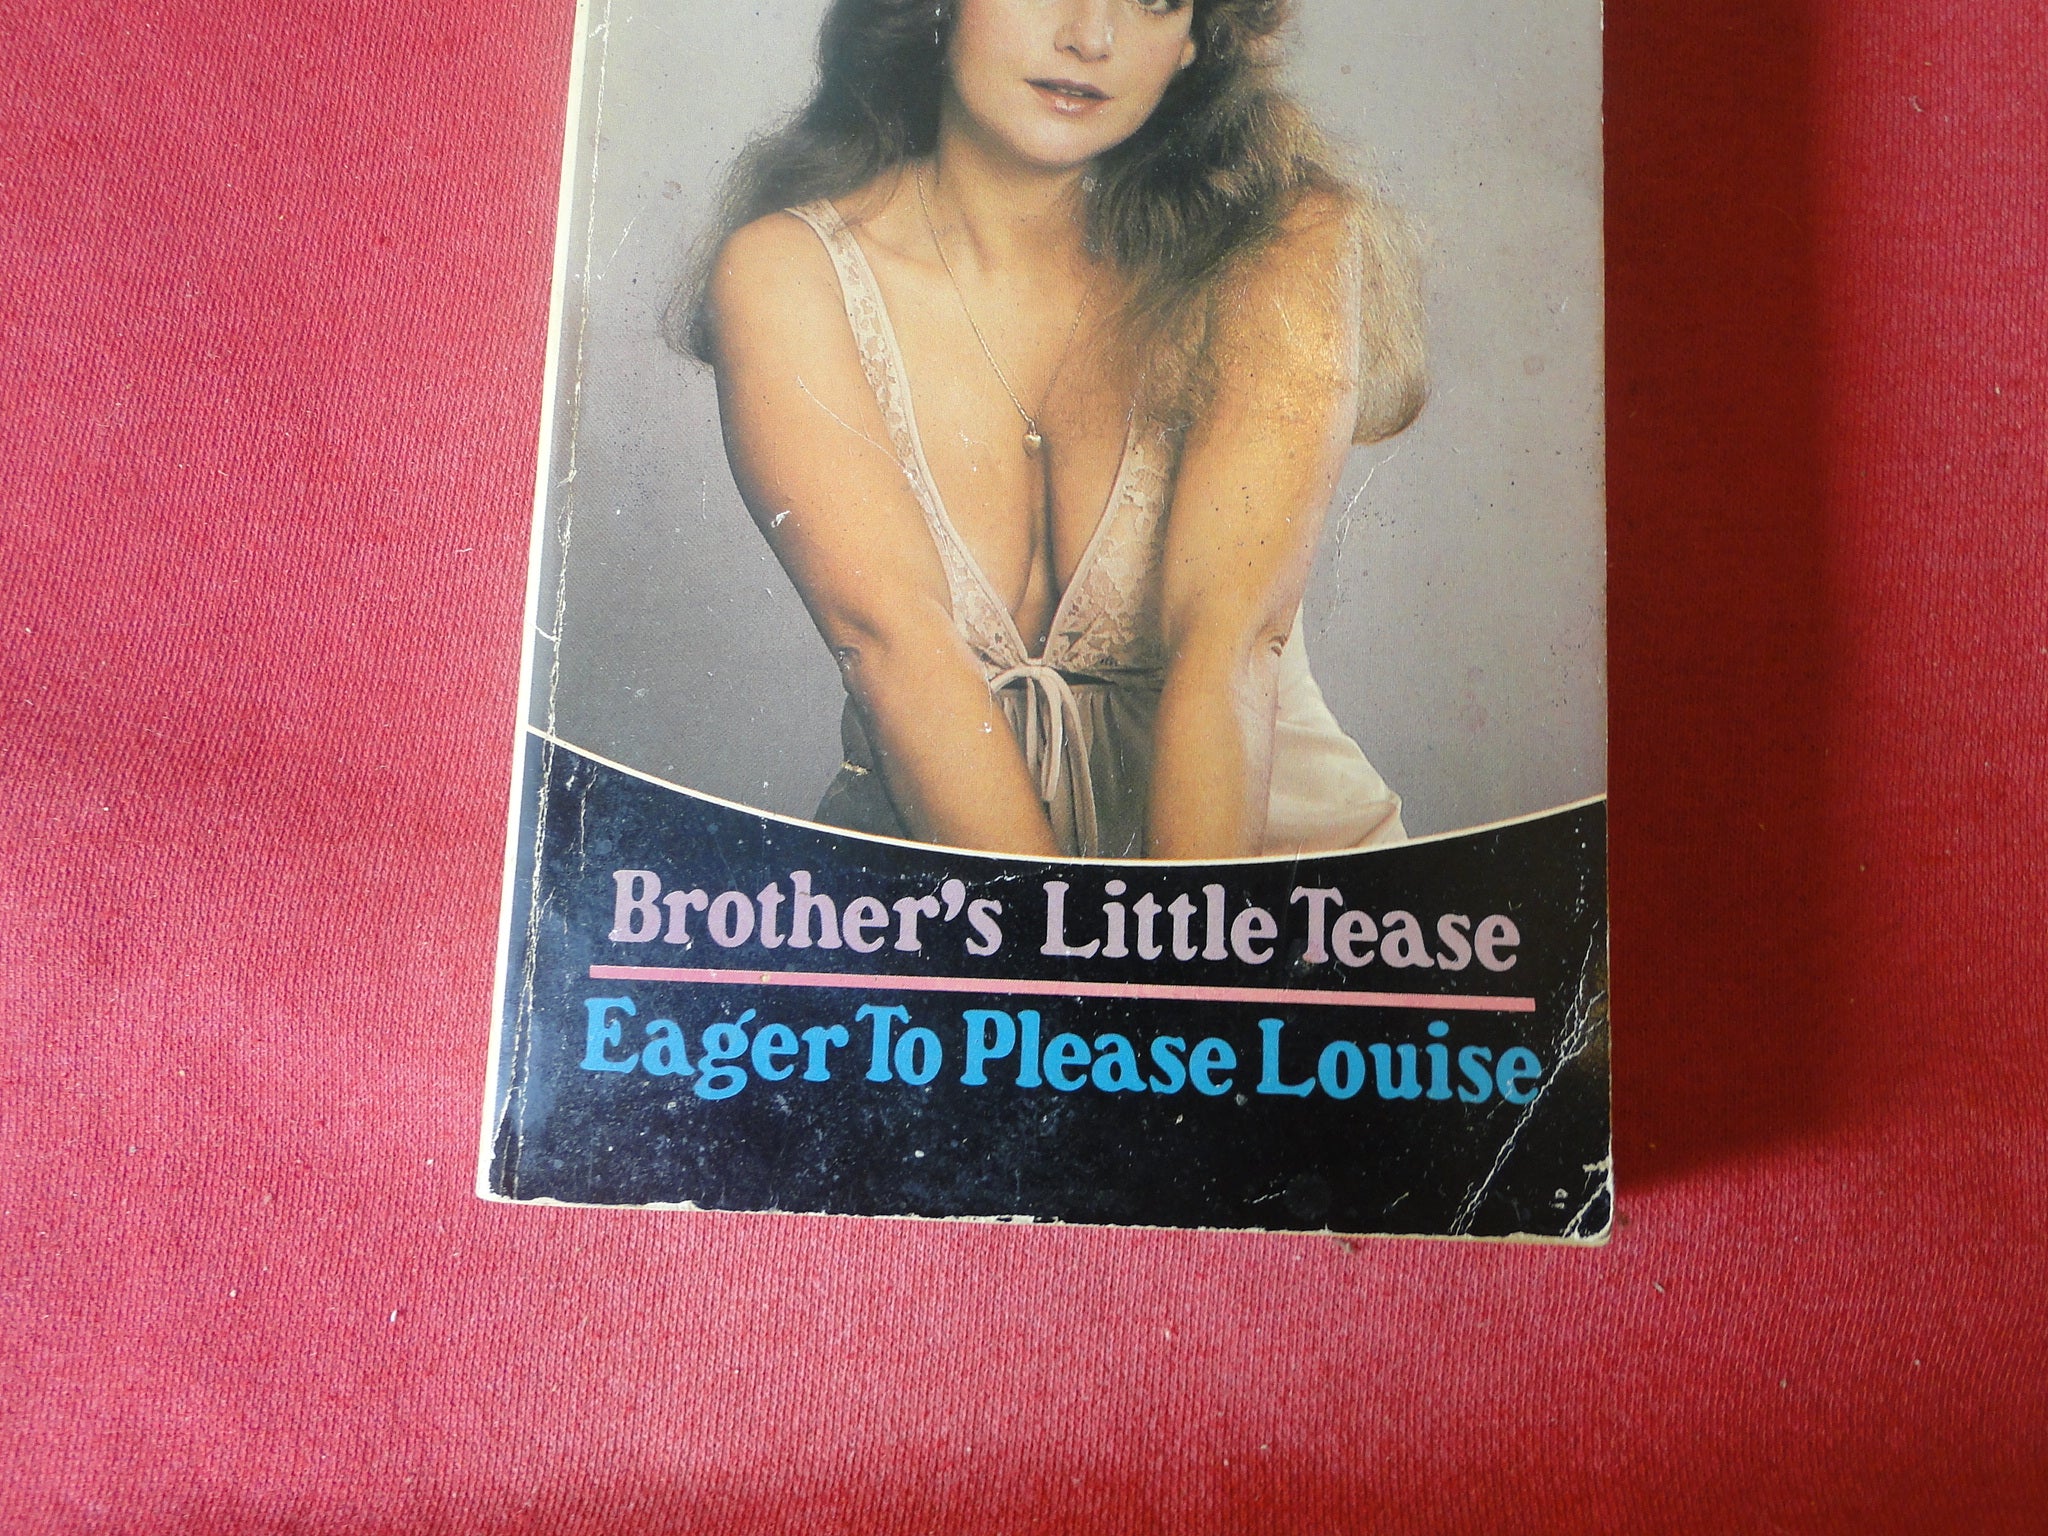 Brother's Little Tease
Eager To Please Louise